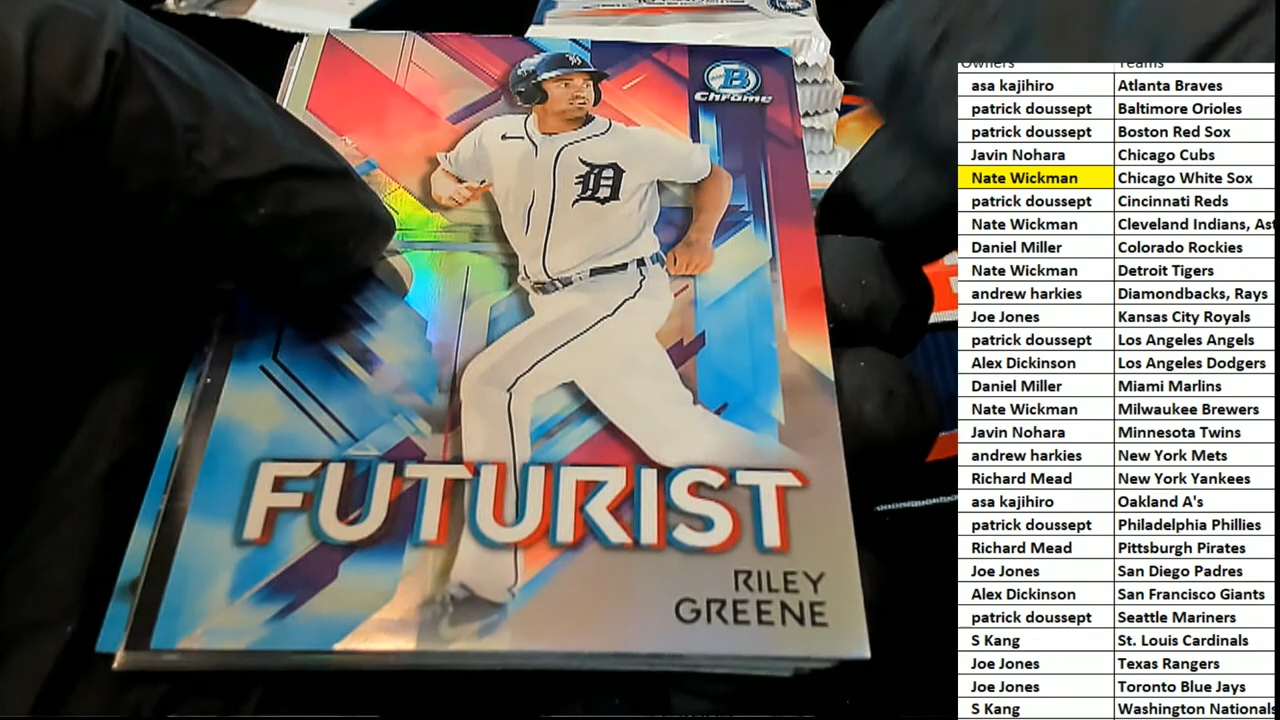 B
Chrome
D
FUTURIST
RILEY
GREENE
Owners Teams
asa kajihiro Atlanta Braves
patrick doussept Baltimore Orioles
patrick doussept Boston Red Sox
Javin Nohara Chicago Cubs
Nate Wickman Chicago White Sox
patrick doussept Cincinnati Reds
Nate Wickman Cleveland Indians, Ast
Daniel Miller Colorado Rockies
Nate Wickman Detroit Tigers
andrew harkies Diamondbacks, Rays
Joe Jones Kansas City Royals
patrick doussept Los Angeles Angels
Alex Dickinson Los Angeles Dodgers
Daniel Miller Miami Marlins
Nate Wickman Milwaukee Brewers
Javin Nohara Minnesota Twins
andrew harkies New York Mets
Richard Mead New York Yankees
asa kajihiro Oakland A's
patrick doussept Philadelphia Phillies
Richard Mead Pittsburgh Pirates
Joe Jones San Diego Padres
Alex Dickinson San Francisco Giants
patrick doussept Seattle Mariners
S Kang St. Louis Cardinals
Joe Jones Texas Rangers
Joe Jones Toronto Blue Jays
S Kang Washington Nationals